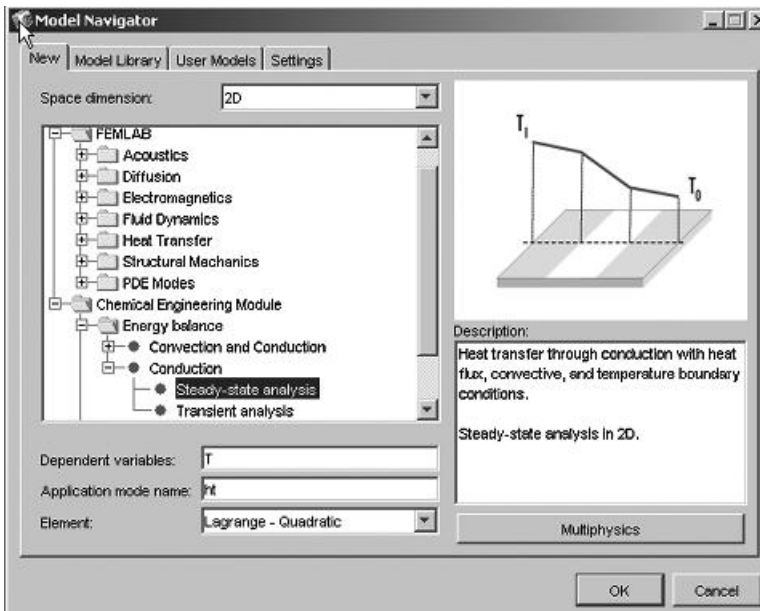 Model Navigator
New Model Library User Models Settings
Space dimension: 2D
FEMLAB
Acoustics
Diffusion
Electromagnetics
Fluid Dynamics
Heat Transfer
Structural Machanics
PDE Modes
Chemical Engineering Module
Energy balance
Convection and Conduction
Conduction
Steady-state analysis
Transient analysis
Dependent variables: T
Application mode name: ht
Element: Lagrange - Quadratic
T1
T0
Description:
Heat transfer through conduction with heat
flux, convective, and temperature boundary
conditions.
Steady-state analysis in 2D.
Multiphysics
OK Cancel